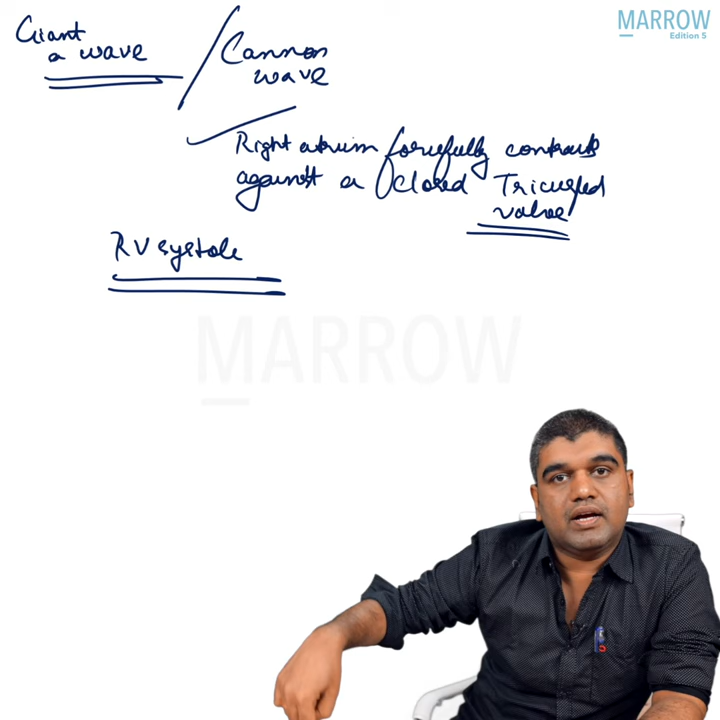 MARROW
Edition 5
Giant
a wave / Cannon
wave
Right atrium forcefully contracts
against a closed Tricuspid
valve
RV systole
MARROW